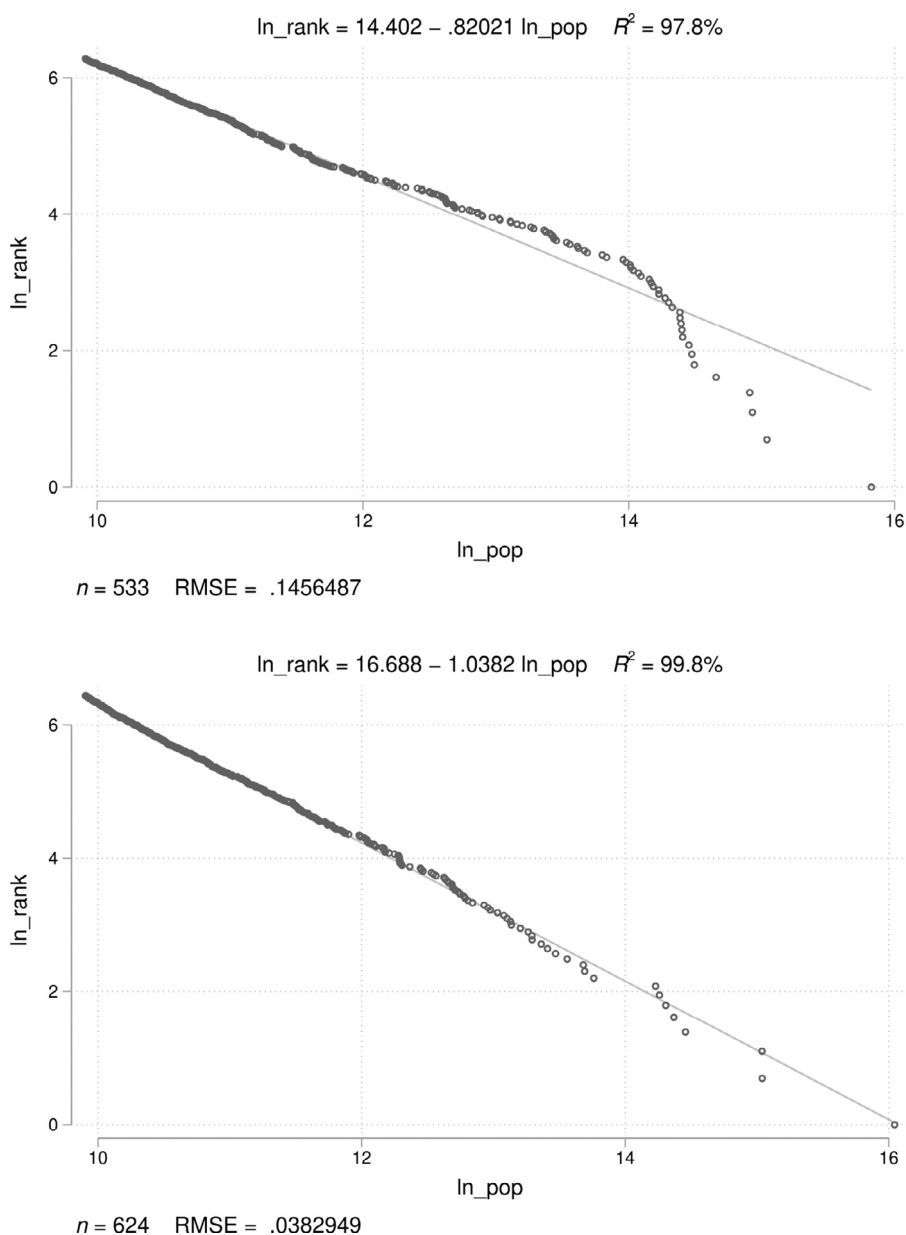 ln_rank = 14.402 − .82021 ln_pop R² = 97.8%
6
4
2
0
ln_rank
10 12 14 16
ln_pop
n = 533 RMSE = .1456487
ln_rank = 16.688 − 1.0382 ln_pop R² = 99.8%
6
4
2
0
ln_rank
10 12 14 16
ln_pop
n = 624 RMSE = .0382949